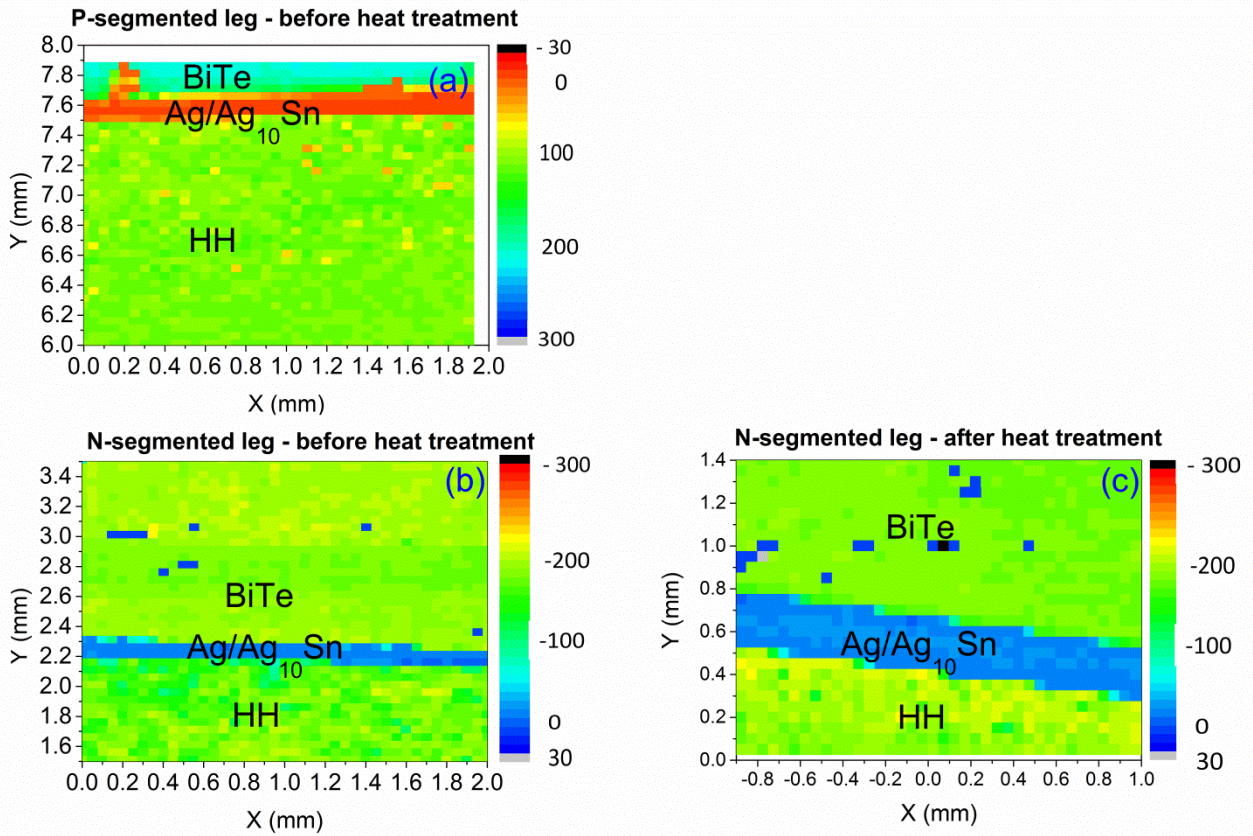 P-segmented leg - before heat treatment
8.0
7.8
7.6
7.4
7.2
7.0
6.8
6.6
6.4
6.2
6.0
Y (mm)
BiTe
(a)
Ag/Ag10Sn
HH
0.0 0.2 0.4 0.6 0.8 1.0 1.2 1.4 1.6 1.8 2.0
X (mm)
- 30
0
100
200
300
N-segmented leg - before heat treatment
3.4
3.2
3.0
2.8
2.6
2.4
2.2
2.0
1.8
1.6
Y (mm)
(b)
BiTe
Ag/Ag10Sn
HH
0.0 0.2 0.4 0.6 0.8 1.0 1.2 1.4 1.6 1.8 2.0
X (mm)
- 300
-200
-100
0
30
N-segmented leg - after heat treatment
1.4
1.2
1.0
0.8
0.6
0.4
0.2
0.0
Y (mm)
(c)
BiTe
Ag/Ag10Sn
HH
-0.8 -0.6 -0.4 -0.2 0.0 0.2 0.4 0.6 0.8 1.0
X (mm)
- 300
-200
-100
0
30